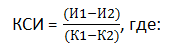 КСИ = (И1−И2)/(К1−К2), где: